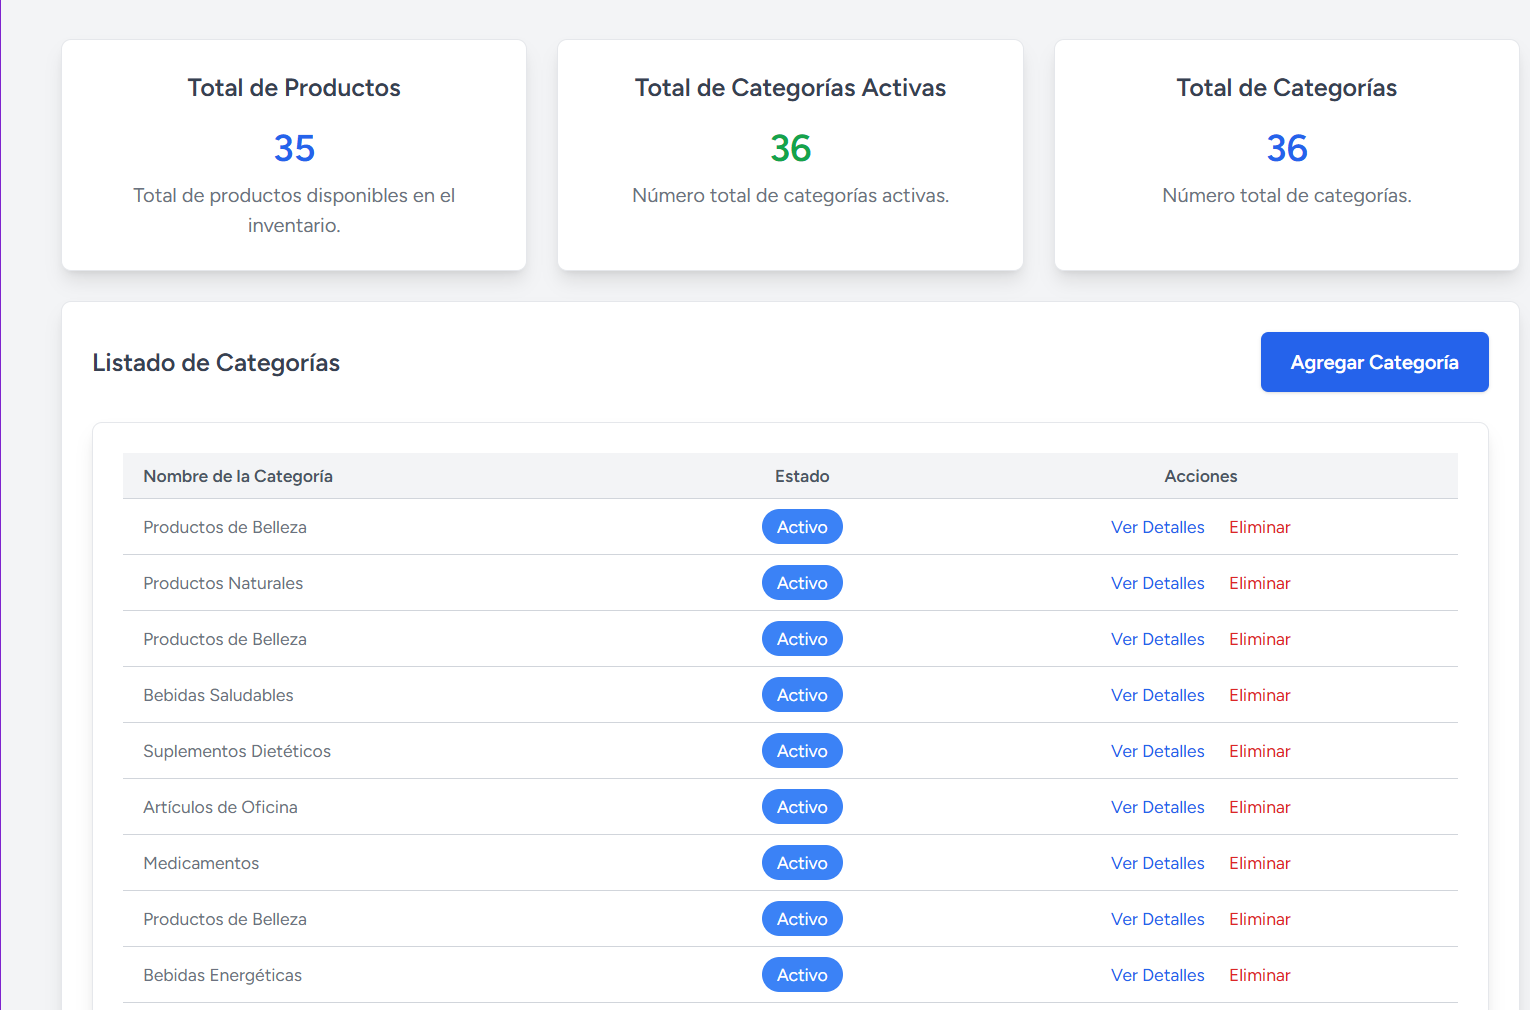 Total de Productos
35
Total de productos disponibles en el
inventario.
Total de Categorías Activas
36
Número total de categorías activas.
Total de Categorías
36
Número total de categorías.
Listado de Categorías
Agregar Categoría
Nombre de la Categoría Estado Acciones
Productos de Belleza Activo Ver Detalles Eliminar
Productos Naturales Activo Ver Detalles Eliminar
Productos de Belleza Activo Ver Detalles Eliminar
Bebidas Saludables Activo Ver Detalles Eliminar
Suplementos Dietéticos Activo Ver Detalles Eliminar
Artículos de Oficina Activo Ver Detalles Eliminar
Medicamentos Activo Ver Detalles Eliminar
Productos de Belleza Activo Ver Detalles Eliminar
Bebidas Energéticas Activo Ver Detalles Eliminar